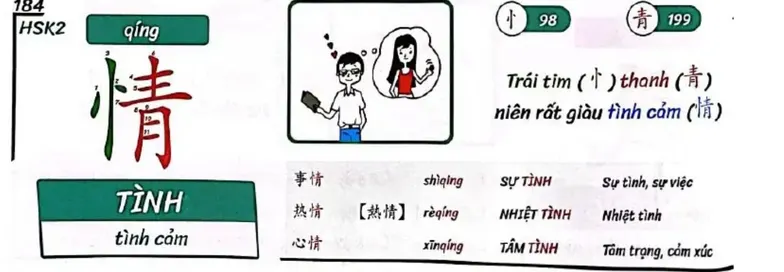 184
HSK2
qíng
情
TÌNH
tình cảm
忄 98
青 199
Trái tim (忄) thanh (青)
niên rất giàu tình cảm (情)
事情 shìqíng SỰ TÌNH Sự tình, sự việc
热情 【熱情】 rèqíng NHIỆT TÌNH Nhiệt tình
心情 xīnqíng TÂM TÌNH Tâm trạng, cảm xúc